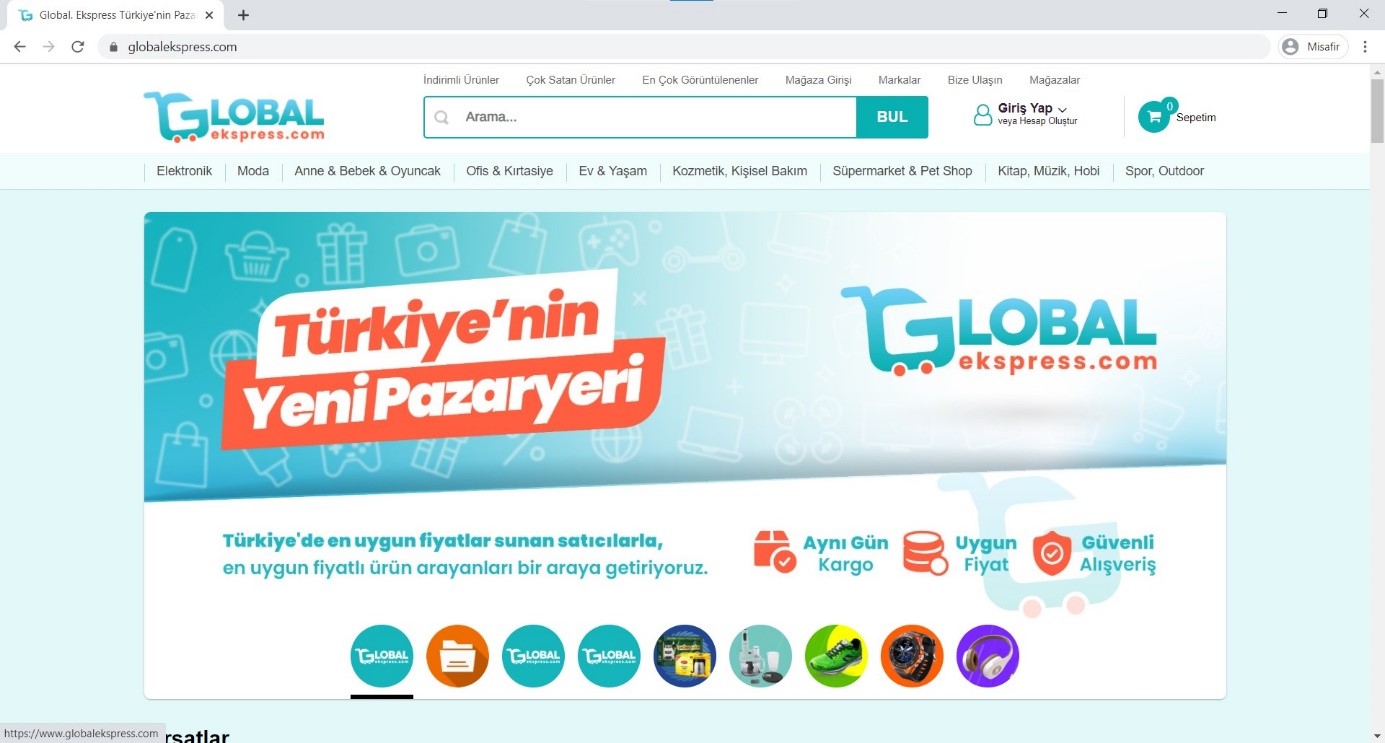 Global. Ekspress Türkiye'nin Paza
globalekspress.com
Misafir
İndirimli Ürünler Çok Satan Ürünler En Çok Görüntülenenler Mağaza Girişi Markalar Bize Ulaşın Mağazalar
GLOBAL
ekspress.com
Arama...
BUL
Giriş Yap
veya Hesap Oluştur
0
Sepetim
Elektronik Moda Anne & Bebek & Oyuncak Ofis & Kırtasiye Ev & Yaşam Kozmetik, Kişisel Bakım Süpermarket & Pet Shop Kitap, Müzik, Hobi Spor, Outdoor
Türkiye'nin
Yeni Pazaryeri
GLOBAL
ekspress.com
Türkiye'de en uygun fiyatlar sunan satıcılarla,
en uygun fiyatlı ürün arayanları bir araya getiriyoruz.
Aynı Gün
Kargo
Uygun
Fiyat
Güvenli
Alışveriş
GLOBAL
ekspress.com
GLOBAL
ekspress.com
GLOBAL
ekspress.com
https://www.globalekspress.com
rsatlar